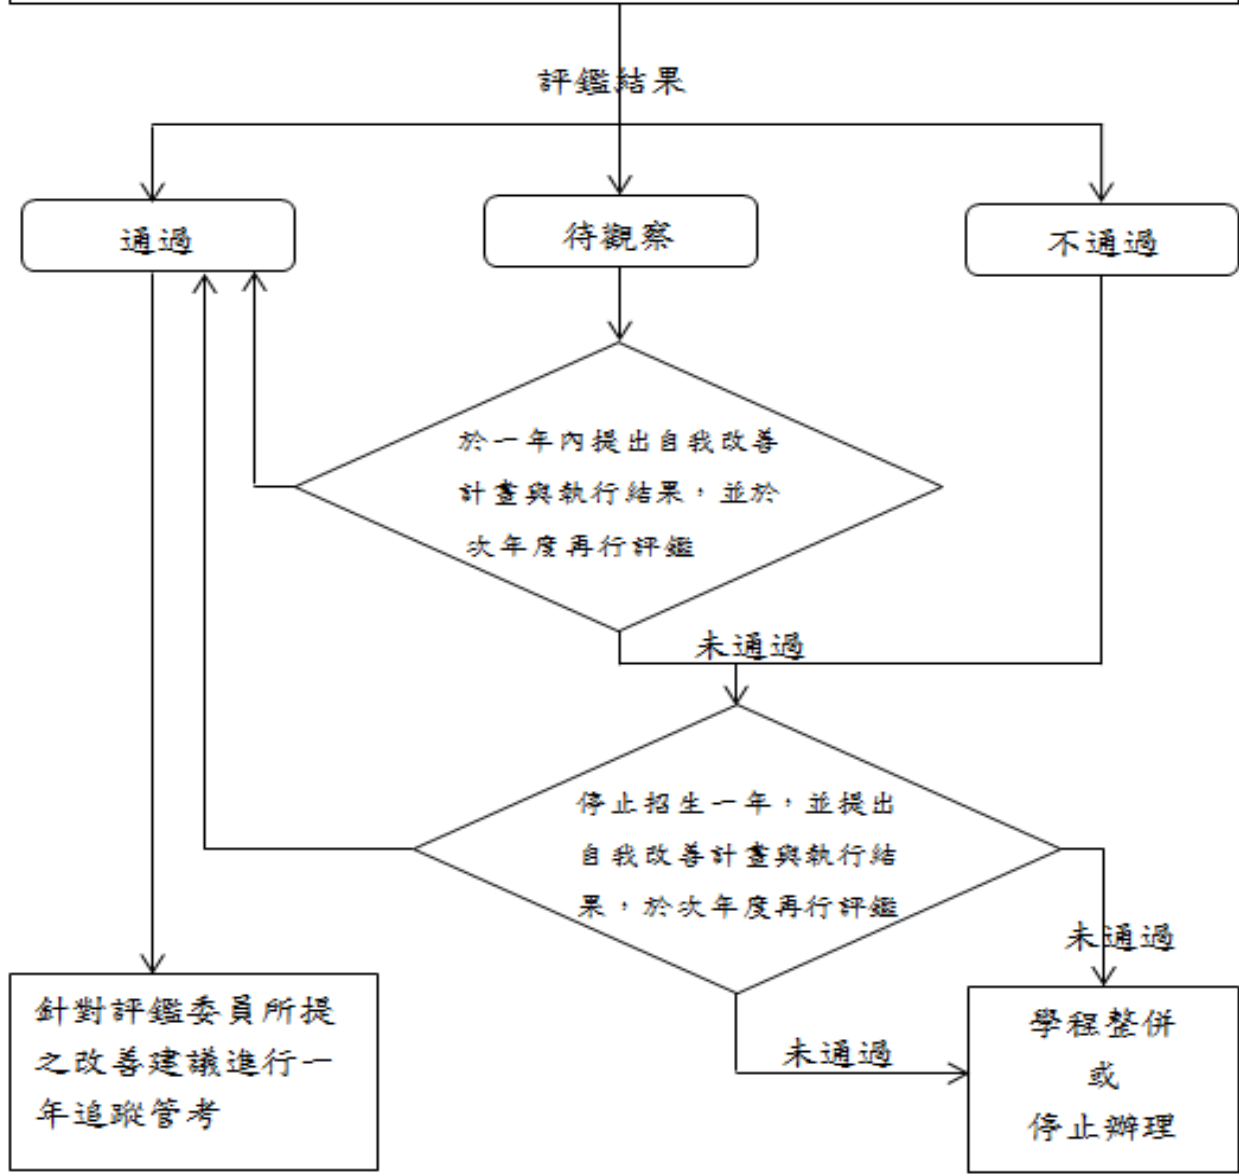 評鑑結果
通過
待觀察
不通過
於一年內提出自我改善
計畫與執行結果，並於
次年度再行評鑑
未通過
停止招生一年，並提出
自我改善計畫與執行結
果，於次年度再行評鑑
未通過
未通過
針對評鑑委員所提
之改善建議進行一
年追蹤管考
學程整併
或
停止辦理